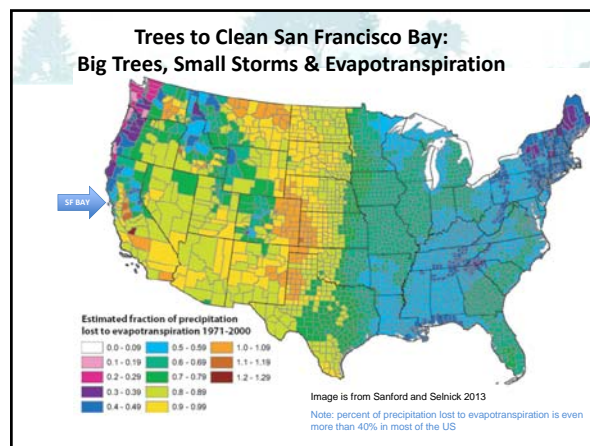 Trees to Clean San Francisco Bay:
Big Trees, Small Storms & Evapotranspiration
SF BAY
Estimated fraction of precipitation
lost to evapotranspiration 1971-2000
0.0 - 0.09
0.1 - 0.19
0.2 - 0.29
0.3 - 0.39
0.4 - 0.49
0.5 - 0.59
0.6 - 0.69
0.7 - 0.79
0.8 - 0.89
0.9 - 0.99
1.0 - 1.09
1.1 - 1.19
1.2 - 1.29
Image is from Sanford and Selnick 2013
Note: percent of precipitation lost to evapotranspiration is even
more than 40% in most of the US